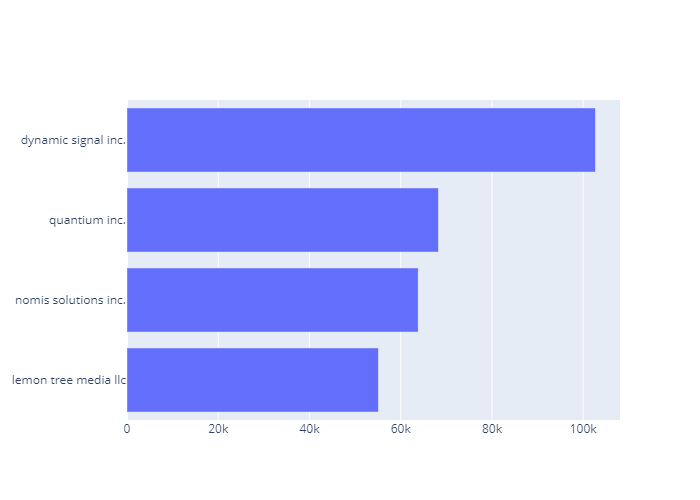 dynamic signal inc.
quantium inc.
nomis solutions inc.
lemon tree media llc
0 20k 40k 60k 80k 100k